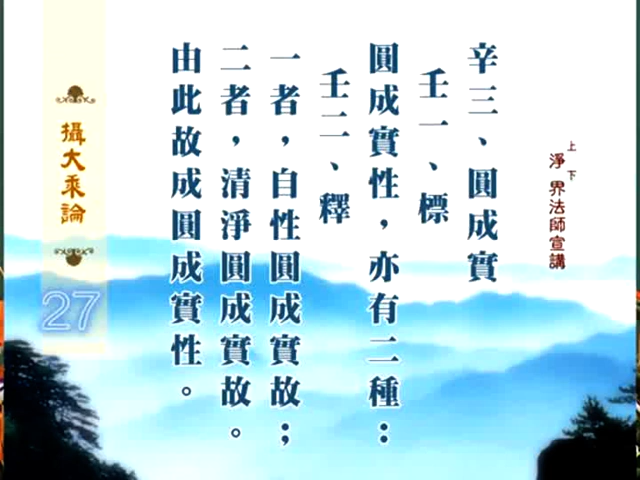 上下
淨界法師宣講
辛三、圓成實
壬一、標
圓成實性，亦有二種：
壬二、釋
一者，自性圓成實故；
二者，清淨圓成實故。
由此故成圓成實性。
攝大乘論
27